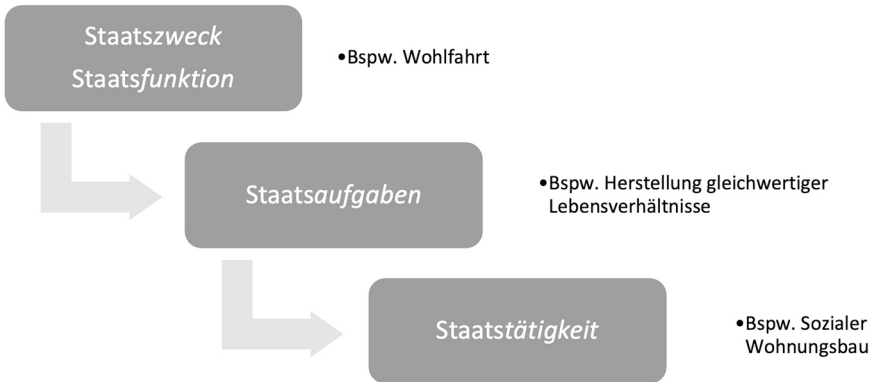 Staatszweck
Staatsfunktion
•Bspw. Wohlfahrt
Staatsaufgaben
•Bspw. Herstellung gleichwertiger
Lebensverhältnisse
Staatstätigkeit
•Bspw. Sozialer
Wohnungsbau